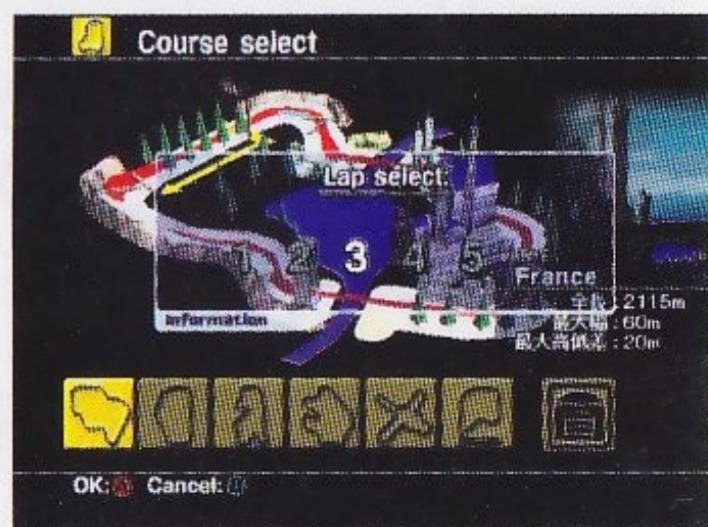 Course select
Lap select.
1 2 3 4 5
France
全長:2115m
Information
最大幅:60m
最大高低差:20m
OK: Cancel: